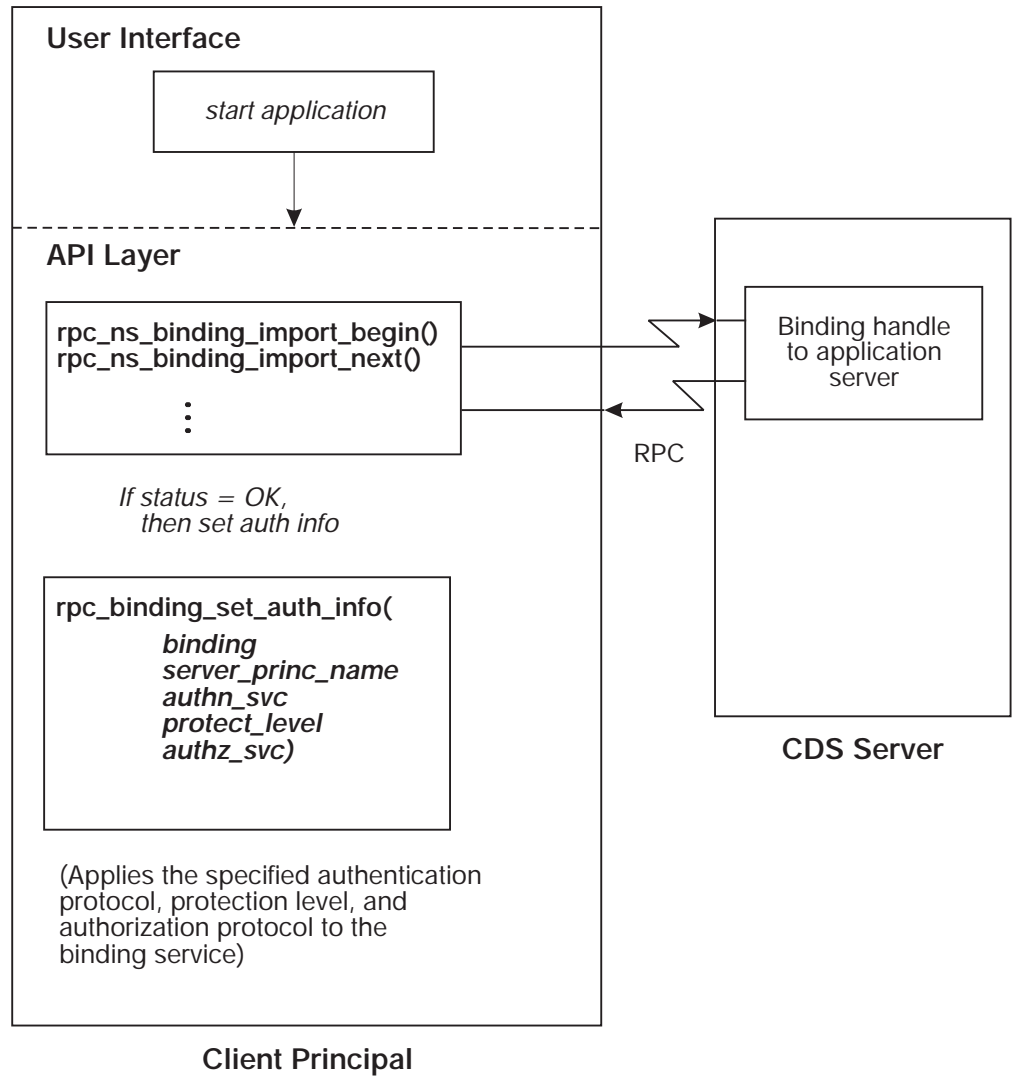 User Interface
start application
API Layer
rpc_ns_binding_import_begin()
rpc_ns_binding_import_next()
Binding handle
to application
server
RPC
If status = OK,
then set auth info
rpc_binding_set_auth_info(
binding
server_princ_name
authn_svc
protect_level
authz_svc)
CDS Server
(Applies the specified authentication
protocol, protection level, and
authorization protocol to the
binding service)
Client Principal